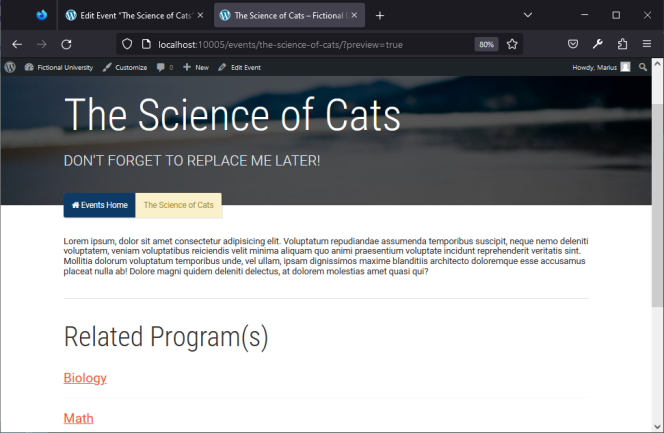 Edit Event "The Science of Cats"
The Science of Cats – Fictional U
localhost:10005/events/the-science-of-cats/?preview=true
80%
Fictional University
Customize
0
New
Edit Event
Howdy, Marius
The Science of Cats
DON'T FORGET TO REPLACE ME LATER!
Events Home
The Science of Cats
Lorem ipsum, dolor sit amet consectetur adipisicing elit. Voluptatum repudiandae assumenda temporibus suscipit, neque nemo deleniti
voluptatem, veniam voluptatibus reiciendis velit minima aliquam quo animi praesentium voluptate incidunt reprehenderit veritatis sint.
Mollitia dolorum voluptatum temporibus unde, vel ullam, ipsam dignissimos maxime blanditiis architecto doloremque esse accusamus
placeat nulla ab! Dolore magni quidem deleniti delectus, at dolorem molestias amet quasi qui?
Related Program(s)
Biology
Math